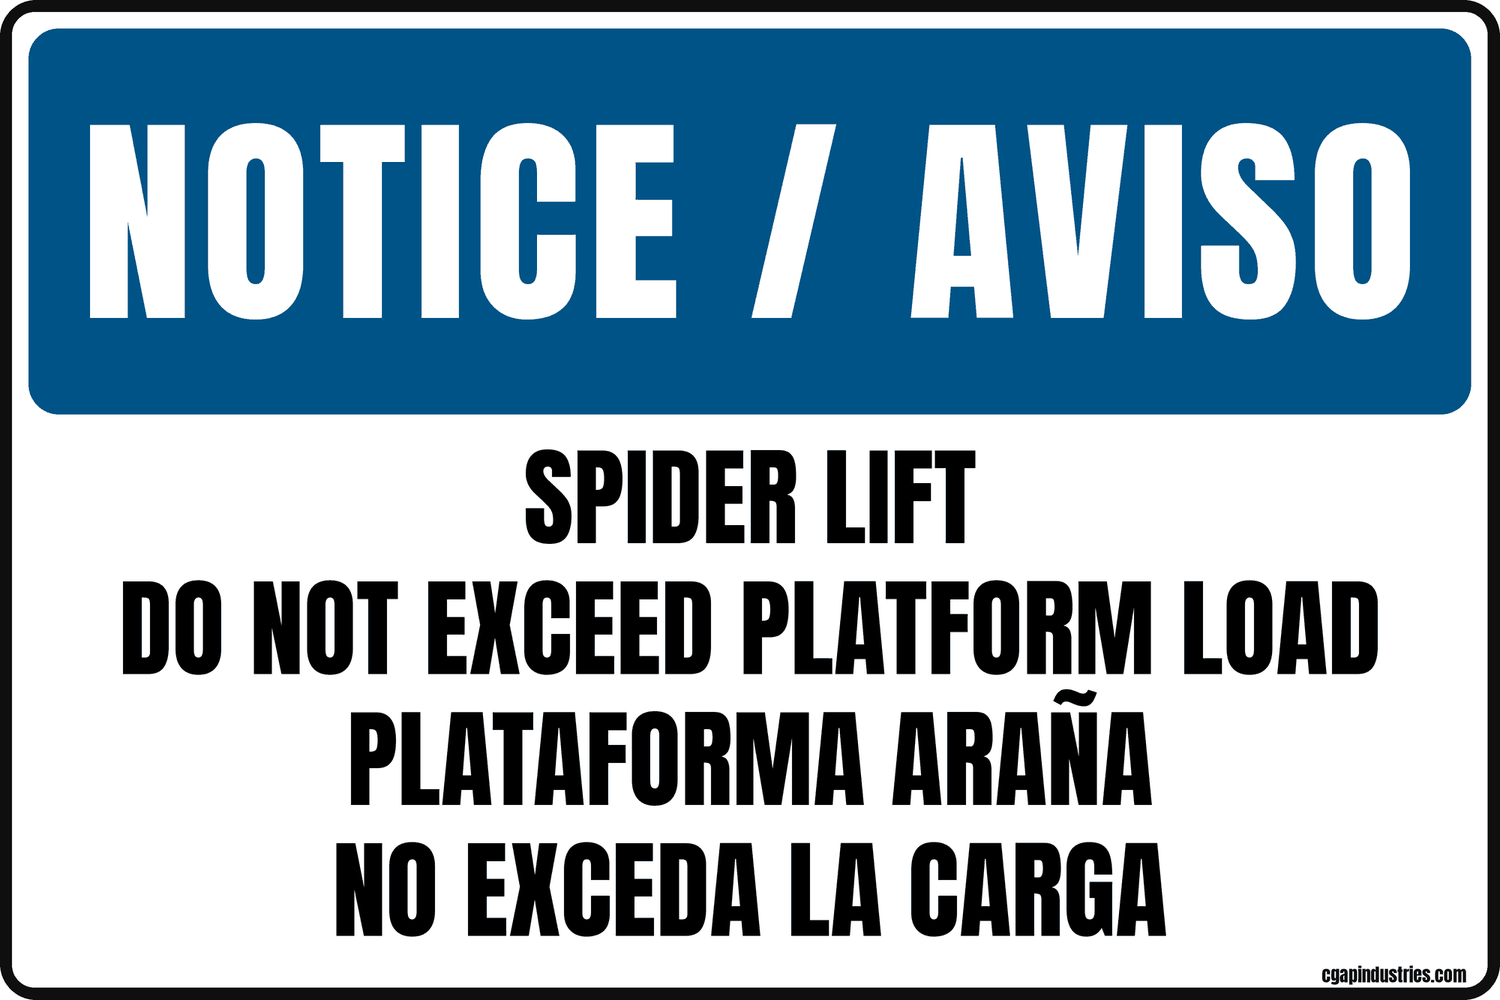 NOTICE / AVISO
SPIDER LIFT
DO NOT EXCEED PLATFORM LOAD
PLATAFORMA ARAÑA
NO EXCEDA LA CARGA
cgapindustries.com